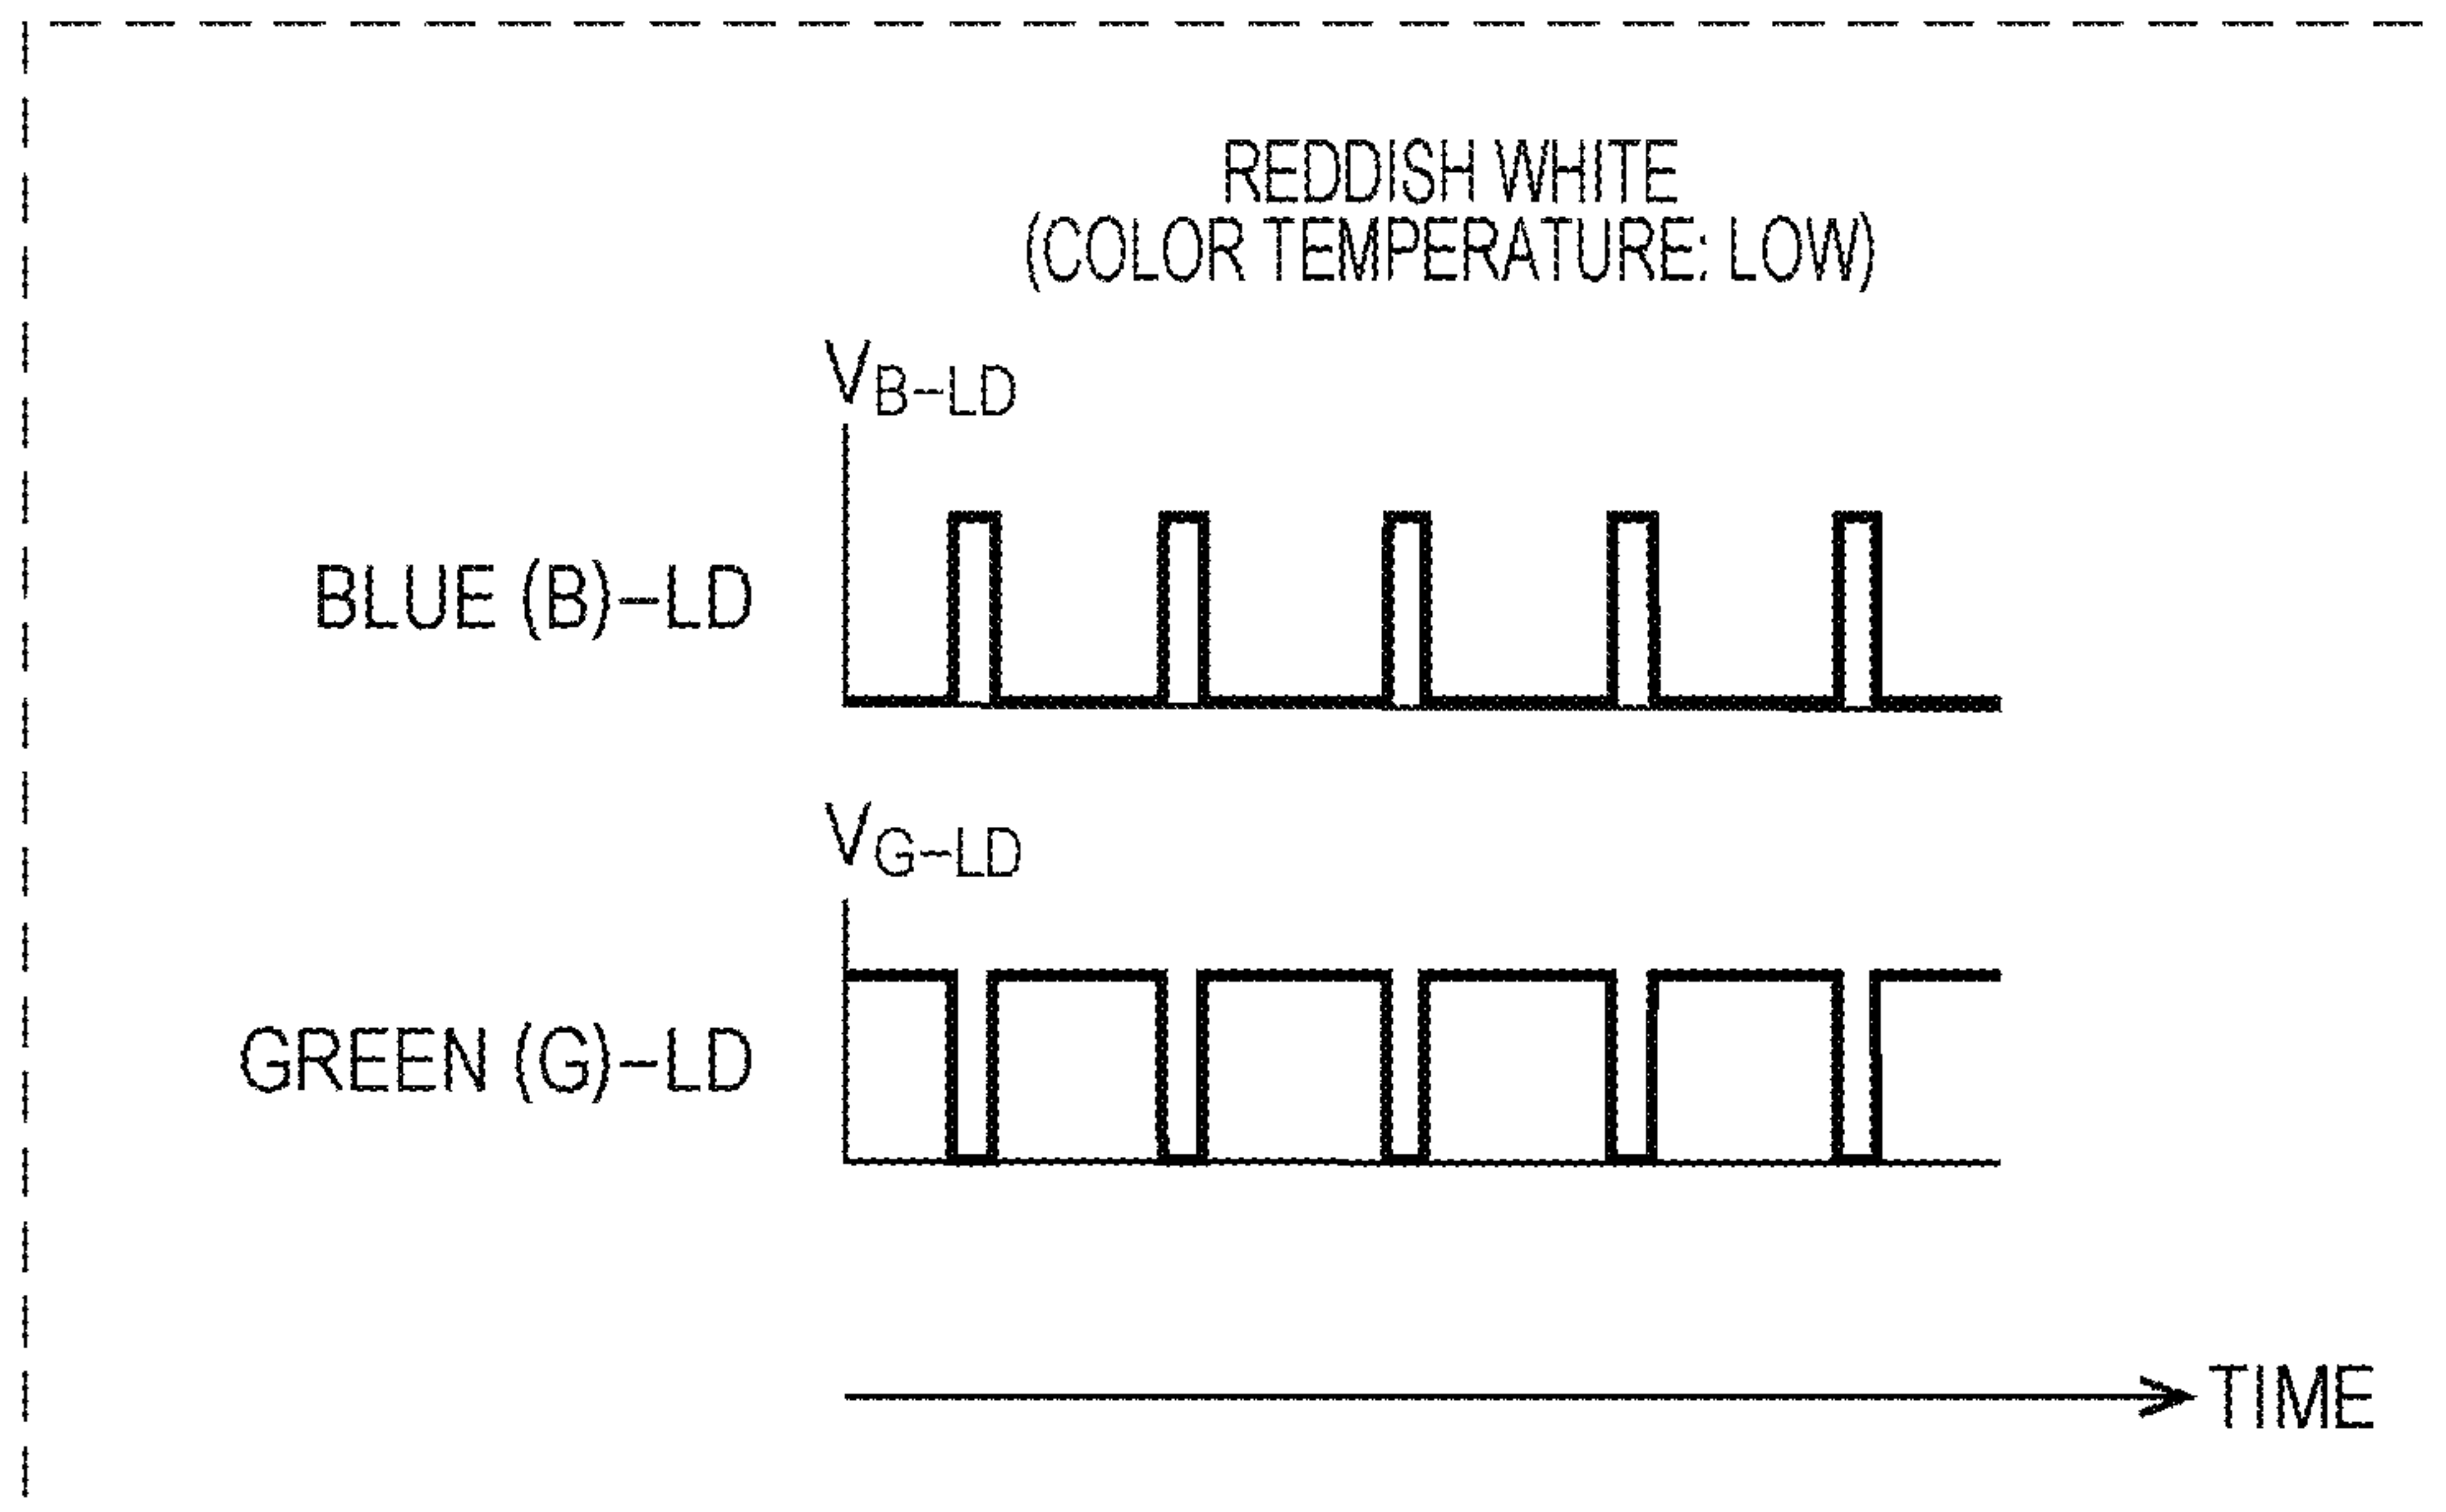 REDDISH WHITE
(COLOR TEMPERATURE: LOW)
VB-LD
BLUE (B)-LD
VG-LD
GREEN (G)-LD
TIME